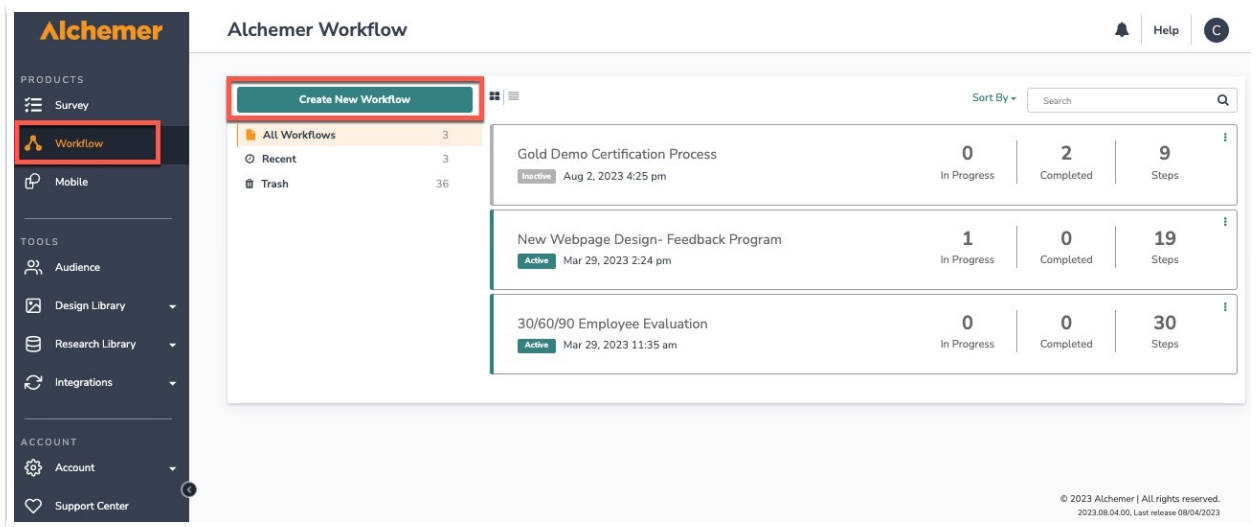 Alchemer
PRODUCTS
Survey
Workflow
Mobile
TOOLS
Audience
Design Library
Research Library
Integrations
ACCOUNT
Account
Support Center
Alchemer Workflow
Help
C
Create New Workflow
All Workflows 3
Recent 3
Trash 36
Sort By
Search
Gold Demo Certification Process
Inactive Aug 2, 2023 4:25 pm
0 2 9
In Progress Completed Steps
New Webpage Design- Feedback Program
Active Mar 29, 2023 2:24 pm
1 0 19
In Progress Completed Steps
30/60/90 Employee Evaluation
Active Mar 29, 2023 11:35 am
0 0 30
In Progress Completed Steps
© 2023 Alchemer | All rights reserved.
2023.08.04.00, Last release 08/04/2023